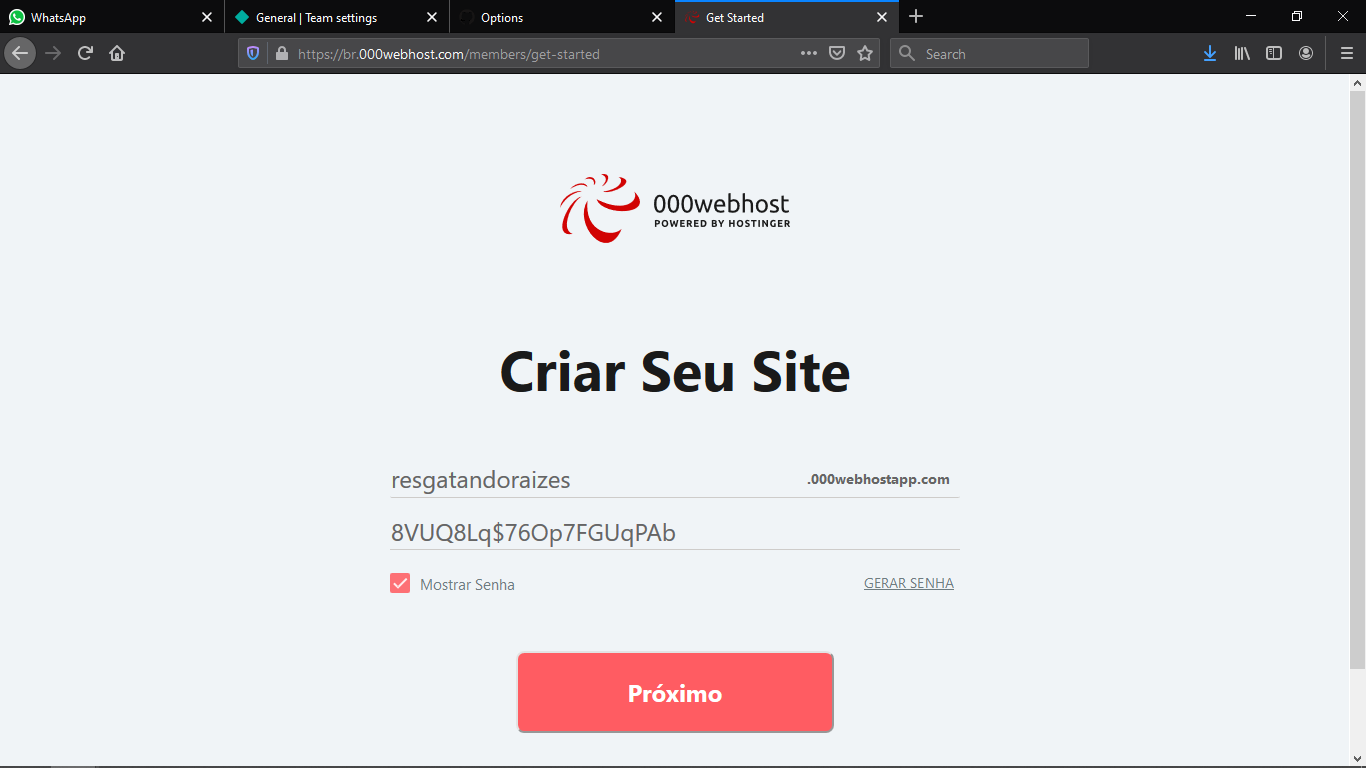 WhatsApp
General | Team settings
Options
Get Started
https://br.000webhost.com/members/get-started
Search
000webhost
POWERED BY HOSTINGER
Criar Seu Site
resgatandoraizes .000webhostapp.com
8VUQ8Lq$76Op7FGUqPAb
Mostrar Senha GERAR SENHA
Próximo